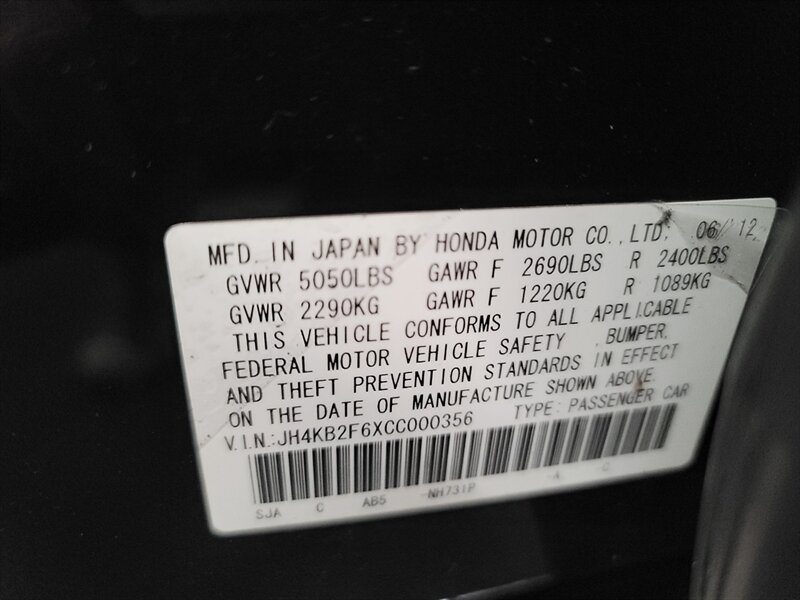 MFD. IN JAPAN BY HONDA MOTOR CO., LTD. 06/12
GVWR 5050LBS GAWR F 2690LBS R 2400LBS
GVWR 2290KG GAWR F 1220KG R 1089KG
THIS VEHICLE CONFORMS TO ALL APPLICABLE
FEDERAL MOTOR VEHICLE SAFETY , BUMPER,
AND THEFT PREVENTION STANDARDS IN EFFECT
ON THE DATE OF MANUFACTURE SHOWN ABOVE.
V.I.N.:JH4KB2F6XCC000356 TYPE: PASSENGER CAR
SJA C AB5 -NH731P -A C